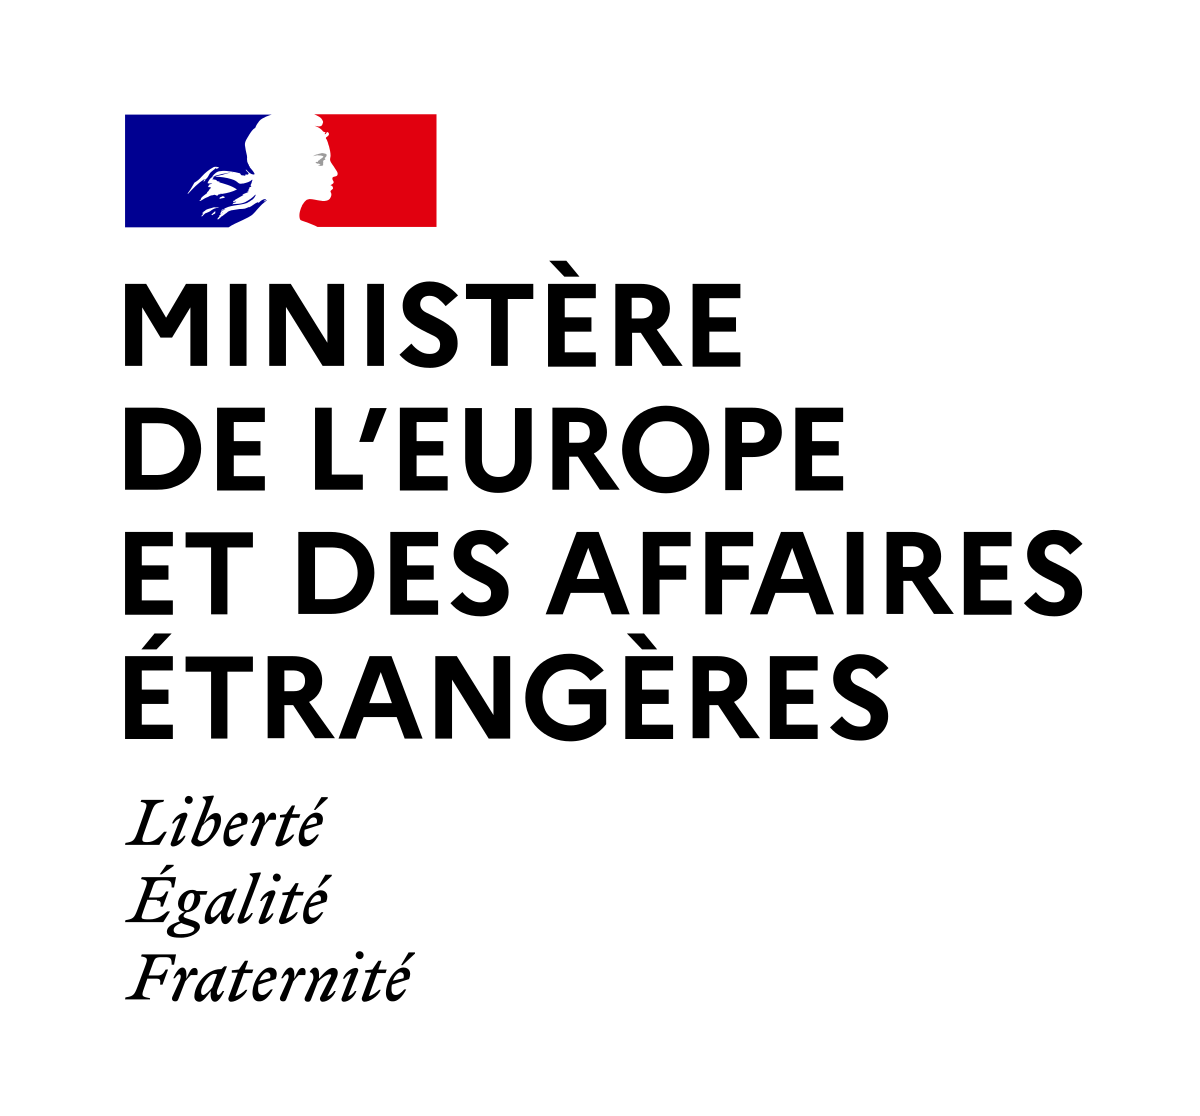 MINISTÈRE
DE L’EUROPE
ET DES AFFAIRES
ÉTRANGÈRES
Liberté
Égalité
Fraternité